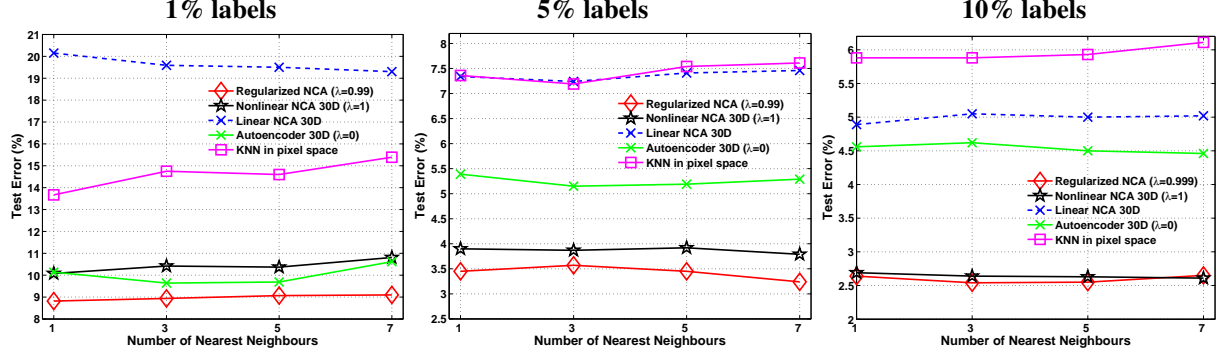 1% labels
21
20
19
18
17
16
15
14
13
12
11
10
9
8
Test Error (%)
Regularized NCA (λ=0.99)
Nonlinear NCA 30D (λ=1)
Linear NCA 30D
Autoencoder 30D (λ=0)
KNN in pixel space
1 3 5 7
Number of Nearest Neighbours
5% labels
8
7.5
7
6.5
6
5.5
5
4.5
4
3.5
3
2.5
Test Error (%)
Regularized NCA (λ=0.99)
Nonlinear NCA 30D (λ=1)
Linear NCA 30D
Autoencoder 30D (λ=0)
KNN in pixel space
1 3 5 7
Number of Nearest Neighbours
10% labels
6
5.5
5
4.5
4
3.5
3
2.5
2
Test Error (%)
Regularized NCA (λ=0.999)
Nonlinear NCA 30D (λ=1)
Linear NCA 30D
Autoencoder 30D (λ=0)
KNN in pixel space
1 3 5 7
Number of Nearest Neighbours